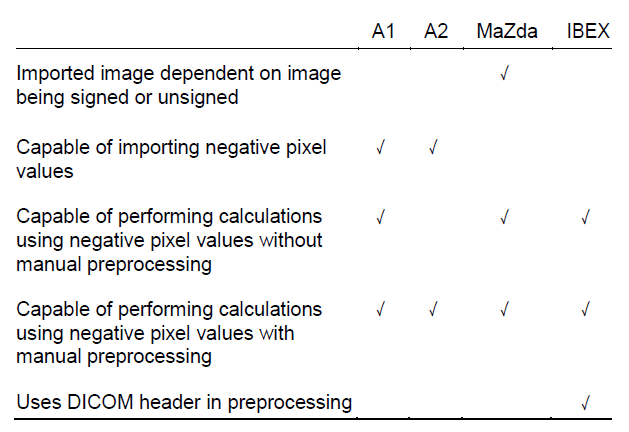 A1 A2 MaZda IBEX
Imported image dependent on image
being signed or unsigned √
Capable of importing negative pixel √ √
values
Capable of performing calculations √ √ √
using negative pixel values without
manual preprocessing
Capable of performing calculations √ √ √ √
using negative pixel values with
manual preprocessing
Uses DICOM header in preprocessing √